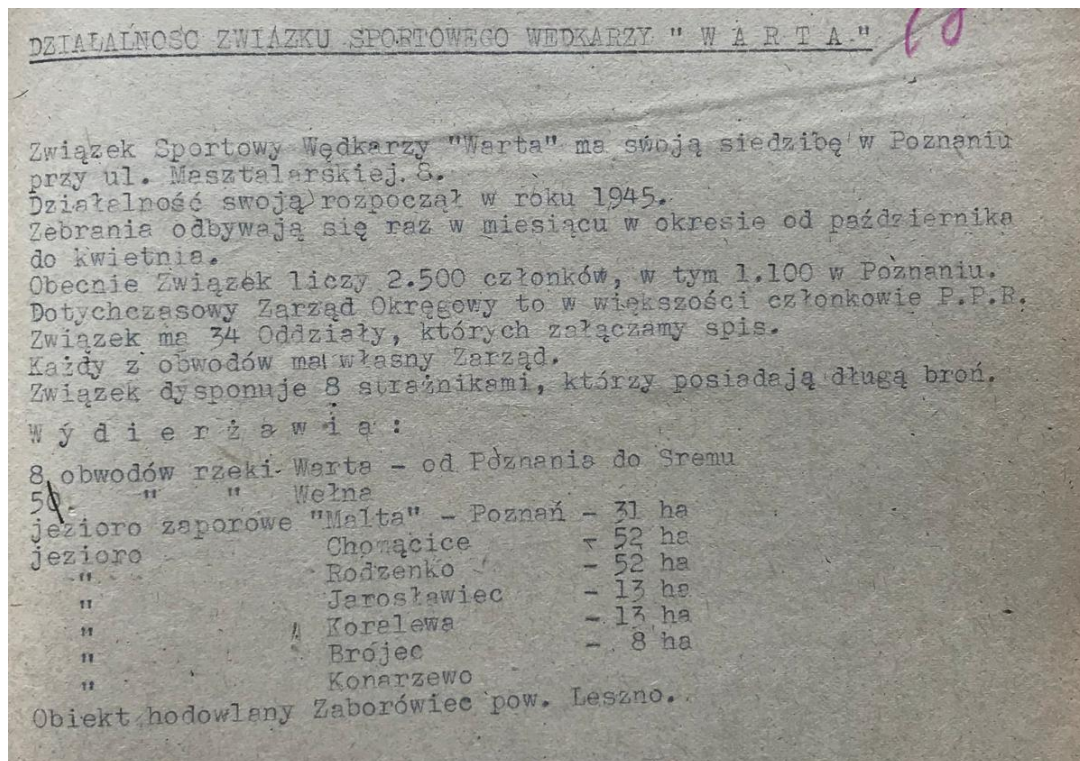 DZIAŁALNOSC ZWIĄZKU SPORTOWEGO WĘDKARZY " W A R T A "
Związek Sportowy Wędkarzy "Warta" ma swoją siedzibę w Poznaniu
przy ul. Masztalarskiej 8.
Działalność swoją rozpoczął w roku 1945.
Zebrania odbywają się raz w miesiącu w okresie od października
do kwietnia.
Obecnie Związek liczy 2.500 członków, w tym 1.100 w Poznaniu.
Dotychczasowy Zarząd Okręgowy to w większości członkowie P.P.R.
Związek ma 34 Oddziały, których załączamy spis.
Każdy z obwodów ma własny Zarząd.
Związek dysponuje 8 strażnikami, którzy posiadają długą broń.
W y d i e r ż a w i a :
8 obwodów rzeki Warta - od Poznania do Sremu
5 " " Wełna
jezioro zaporowe "Malta" - Poznań - 31 ha
jezioro Chomącice - 52 ha
" Rodzenko - 52 ha
" Jarosławiec - 13 ha
" Koralewa - 13 ha
" Brójec - 8 ha
" Konarzewo
Obiekt hodowlany Zaborówiec pow. Leszno.